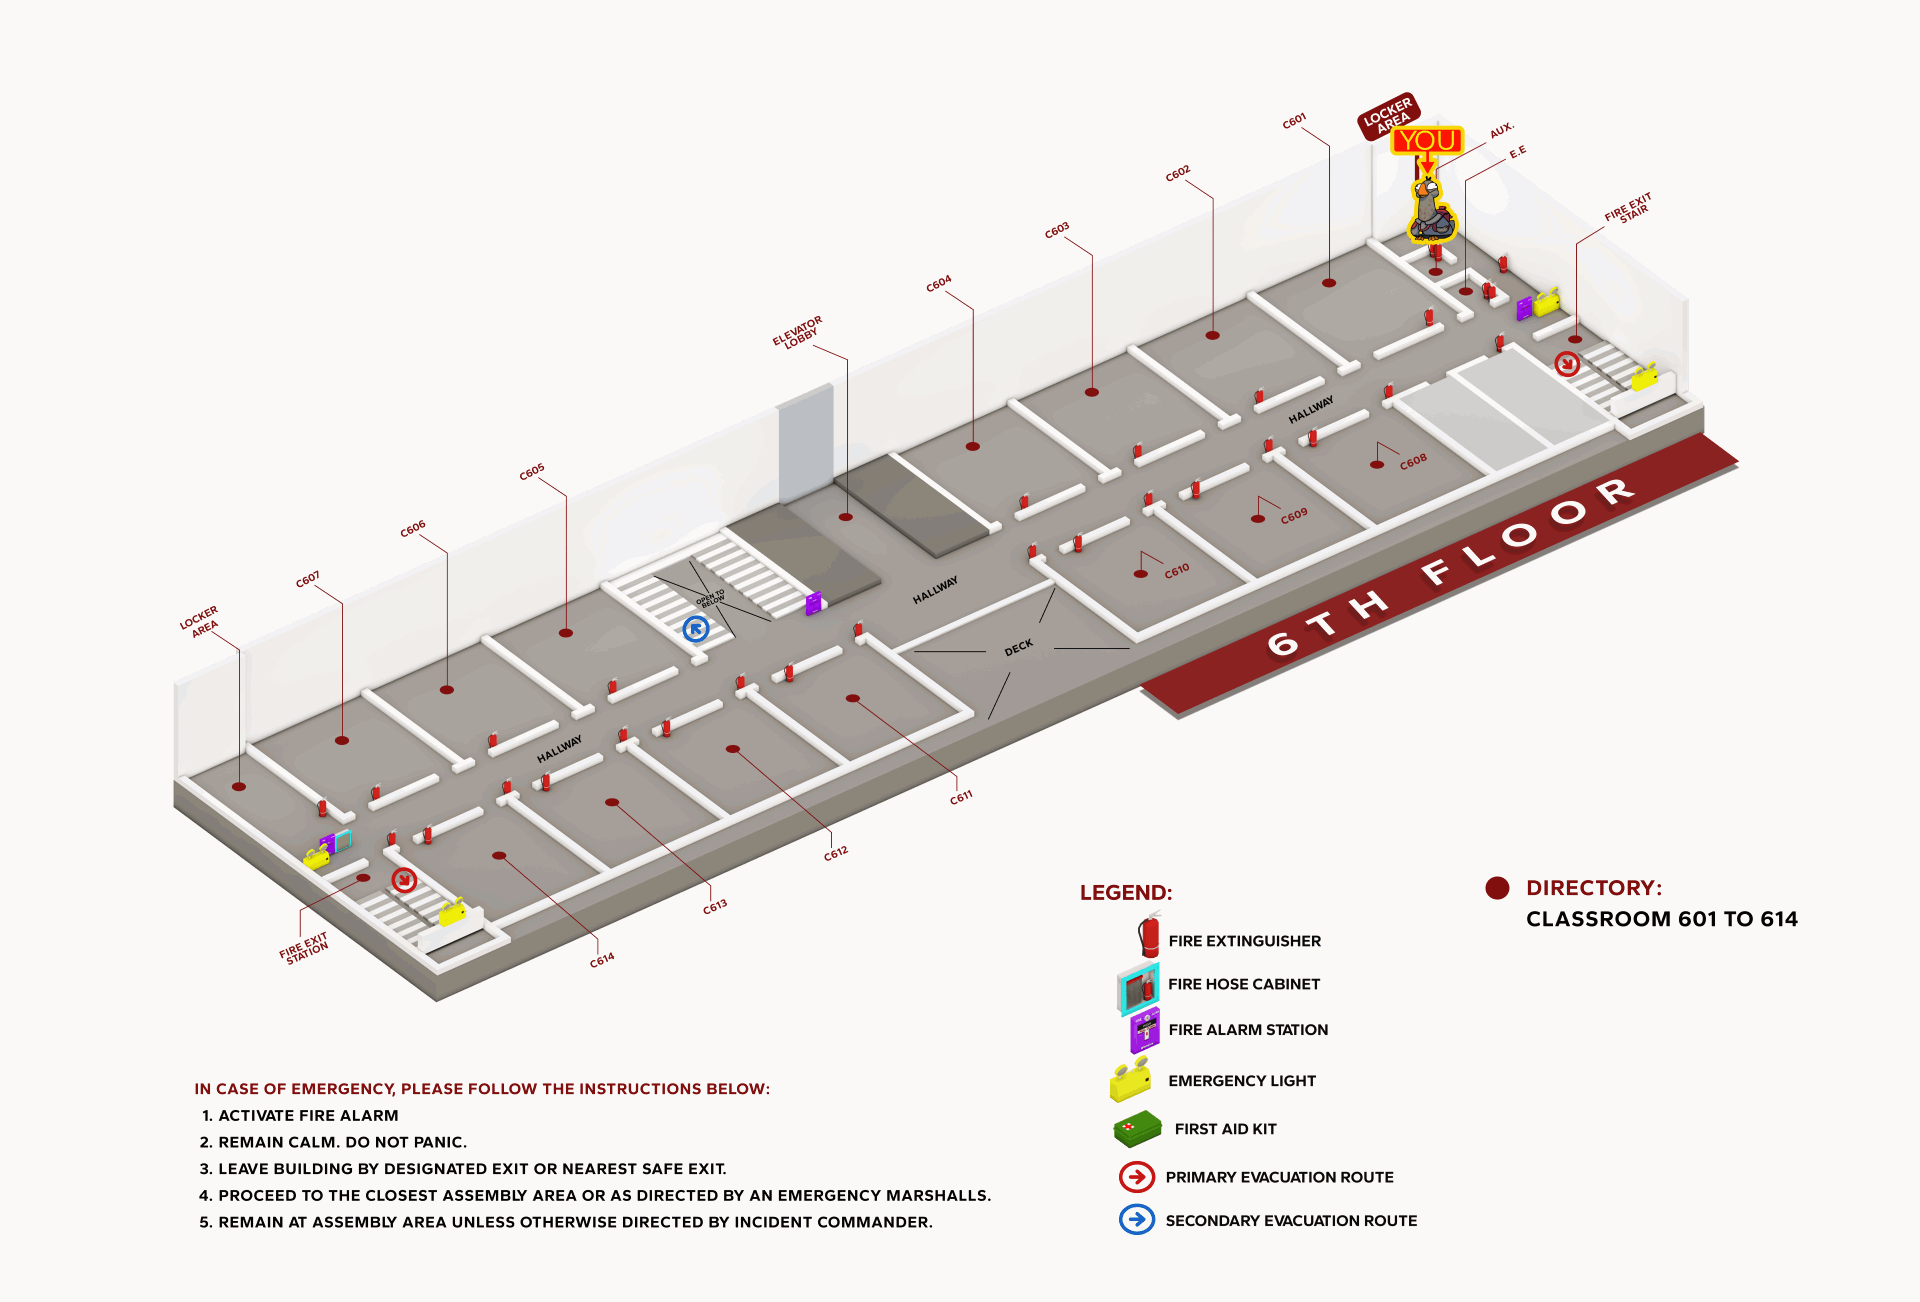 LOCKER
AREA
YOU
AUX.
E.E
C601
C602
C603
C604
FIRE EXIT
STAIR
ELEVATOR
LOBBY
C605
C606
C607
LOCKER
AREA
HALLWAY
C608
C609
C610
OPEN TO
BELOW
HALLWAY
DECK
HALLWAY
6TH FLOOR
C611
C612
C613
C614
FIRE EXIT
STATION
LEGEND:
FIRE EXTINGUISHER
FIRE HOSE CABINET
FIRE ALARM STATION
EMERGENCY LIGHT
FIRST AID KIT
PRIMARY EVACUATION ROUTE
SECONDARY EVACUATION ROUTE
DIRECTORY:
CLASSROOM 601 TO 614
IN CASE OF EMERGENCY, PLEASE FOLLOW THE INSTRUCTIONS BELOW:
1. ACTIVATE FIRE ALARM
2. REMAIN CALM. DO NOT PANIC.
3. LEAVE BUILDING BY DESIGNATED EXIT OR NEAREST SAFE EXIT.
4. PROCEED TO THE CLOSEST ASSEMBLY AREA OR AS DIRECTED BY AN EMERGENCY MARSHALLS.
5. REMAIN AT ASSEMBLY AREA UNLESS OTHERWISE DIRECTED BY INCIDENT COMMANDER.